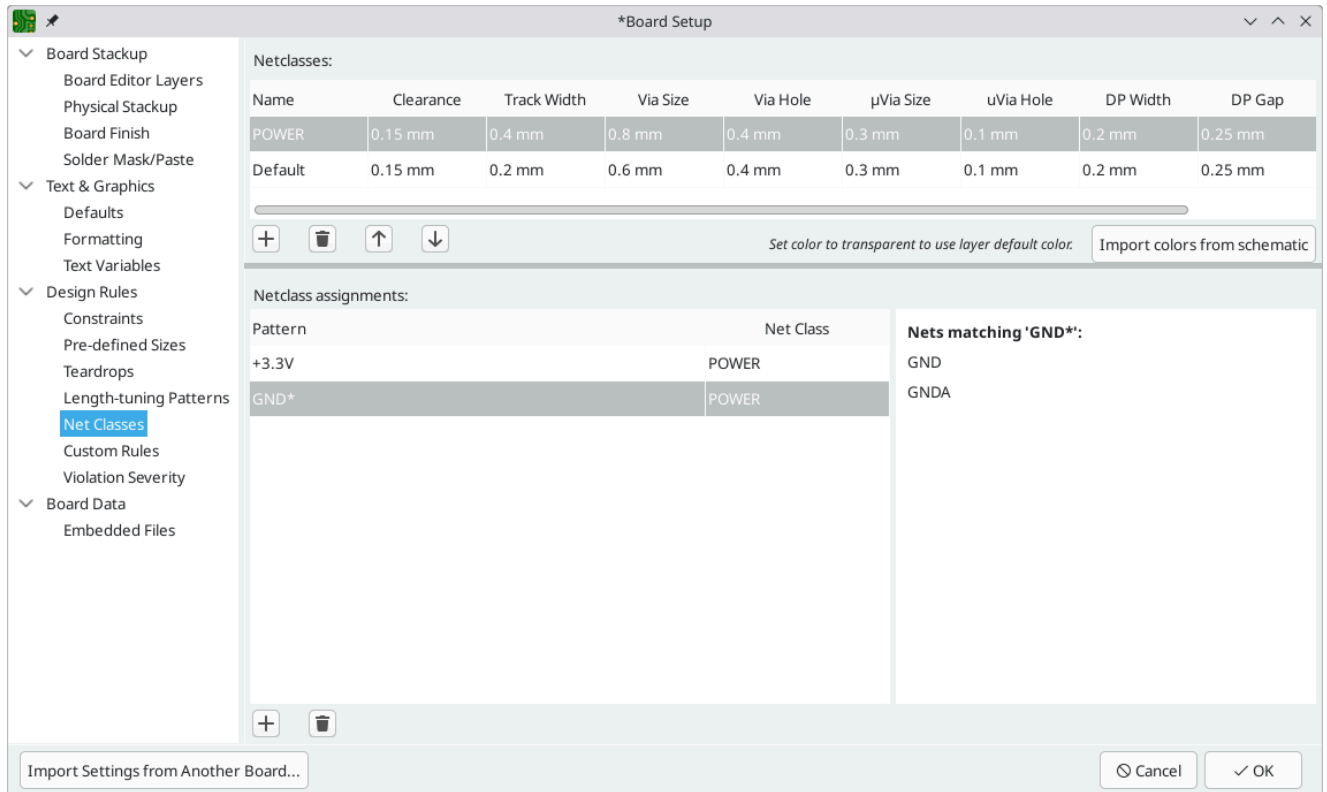 *Board Setup
Board Stackup
Board Editor Layers
Physical Stackup
Board Finish
Solder Mask/Paste
Text & Graphics
Defaults
Formatting
Text Variables
Design Rules
Constraints
Pre-defined Sizes
Teardrops
Length-tuning Patterns
Net Classes
Custom Rules
Violation Severity
Board Data
Embedded Files
Netclasses:
Name Clearance Track Width Via Size Via Hole µVia Size uVia Hole DP Width DP Gap
POWER 0.15 mm 0.4 mm 0.8 mm 0.4 mm 0.3 mm 0.1 mm 0.2 mm 0.25 mm
Default 0.15 mm 0.2 mm 0.6 mm 0.4 mm 0.3 mm 0.1 mm 0.2 mm 0.25 mm
Set color to transparent to use layer default color. Import colors from schematic
Netclass assignments:
Pattern Net Class
+3.3V POWER
GND* POWER
Nets matching 'GND*':
GND
GNDA
Import Settings from Another Board... Cancel OK